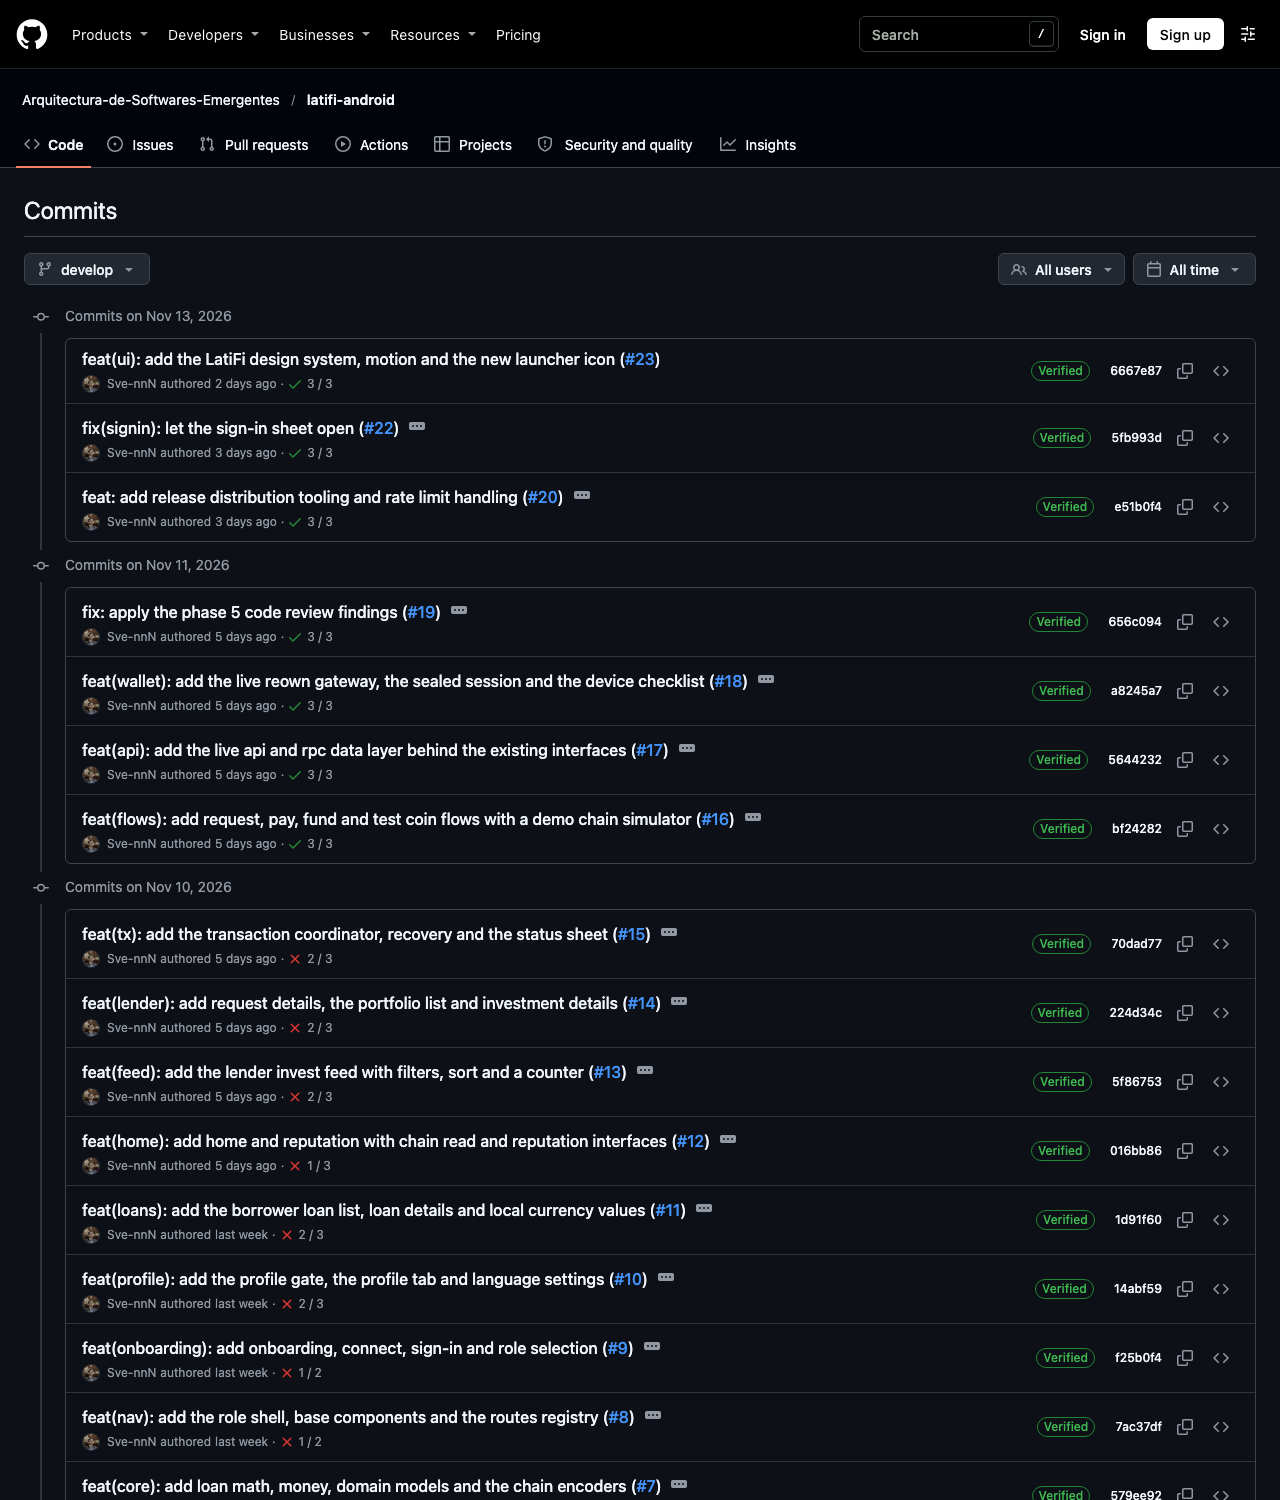 Products Developers Businesses Resources Pricing Search / Sign in Sign up
Arquitectura-de-Softwares-Emergentes / latifi-android
Code Issues Pull requests Actions Projects Security and quality Insights
Commits
develop All users All time
Commits on Nov 13, 2026
feat(ui): add the LatiFi design system, motion and the new launcher icon (#23)
Sve-nnN authored 2 days ago · 3 / 3
Verified 6667e87
fix(signin): let the sign-in sheet open (#22)
Sve-nnN authored 3 days ago · 3 / 3
Verified 5fb993d
feat: add release distribution tooling and rate limit handling (#20)
Sve-nnN authored 3 days ago · 3 / 3
Verified e51b0f4
Commits on Nov 11, 2026
fix: apply the phase 5 code review findings (#19)
Sve-nnN authored 5 days ago · 3 / 3
Verified 656c094
feat(wallet): add the live reown gateway, the sealed session and the device checklist (#18)
Sve-nnN authored 5 days ago · 3 / 3
Verified a8245a7
feat(api): add the live api and rpc data layer behind the existing interfaces (#17)
Sve-nnN authored 5 days ago · 3 / 3
Verified 5644232
feat(flows): add request, pay, fund and test coin flows with a demo chain simulator (#16)
Sve-nnN authored 5 days ago · 3 / 3
Verified bf24282
Commits on Nov 10, 2026
feat(tx): add the transaction coordinator, recovery and the status sheet (#15)
Sve-nnN authored 5 days ago · 2 / 3
Verified 70dad77
feat(lender): add request details, the portfolio list and investment details (#14)
Sve-nnN authored 5 days ago · 2 / 3
Verified 224d34c
feat(feed): add the lender invest feed with filters, sort and a counter (#13)
Sve-nnN authored 5 days ago · 2 / 3
Verified 5f86753
feat(home): add home and reputation with chain read and reputation interfaces (#12)
Sve-nnN authored 5 days ago · 1 / 3
Verified 016bb86
feat(loans): add the borrower loan list, loan details and local currency values (#11)
Sve-nnN authored last week · 2 / 3
Verified 1d91f60
feat(profile): add the profile gate, the profile tab and language settings (#10)
Sve-nnN authored last week · 2 / 3
Verified 14abf59
feat(onboarding): add onboarding, connect, sign-in and role selection (#9)
Sve-nnN authored last week · 1 / 2
Verified f25b0f4
feat(nav): add the role shell, base components and the routes registry (#8)
Sve-nnN authored last week · 1 / 2
Verified 7ac37df
feat(core): add loan math, money, domain models and the chain encoders (#7)
Verified 579ee92